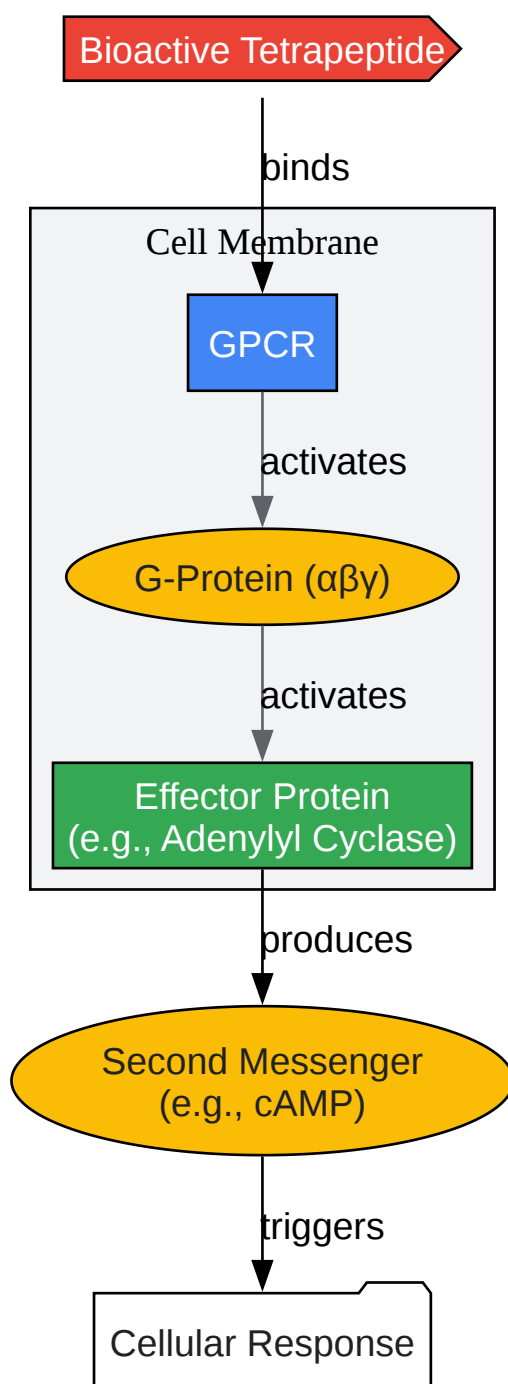 Bioactive Tetrapeptide
binds
Cell Membrane
GPCR
activates
G-Protein (αβγ)
activates
Effector Protein
(e.g., Adenylyl Cyclase)
produces
Second Messenger
(e.g., cAMP)
triggers
Cellular Response